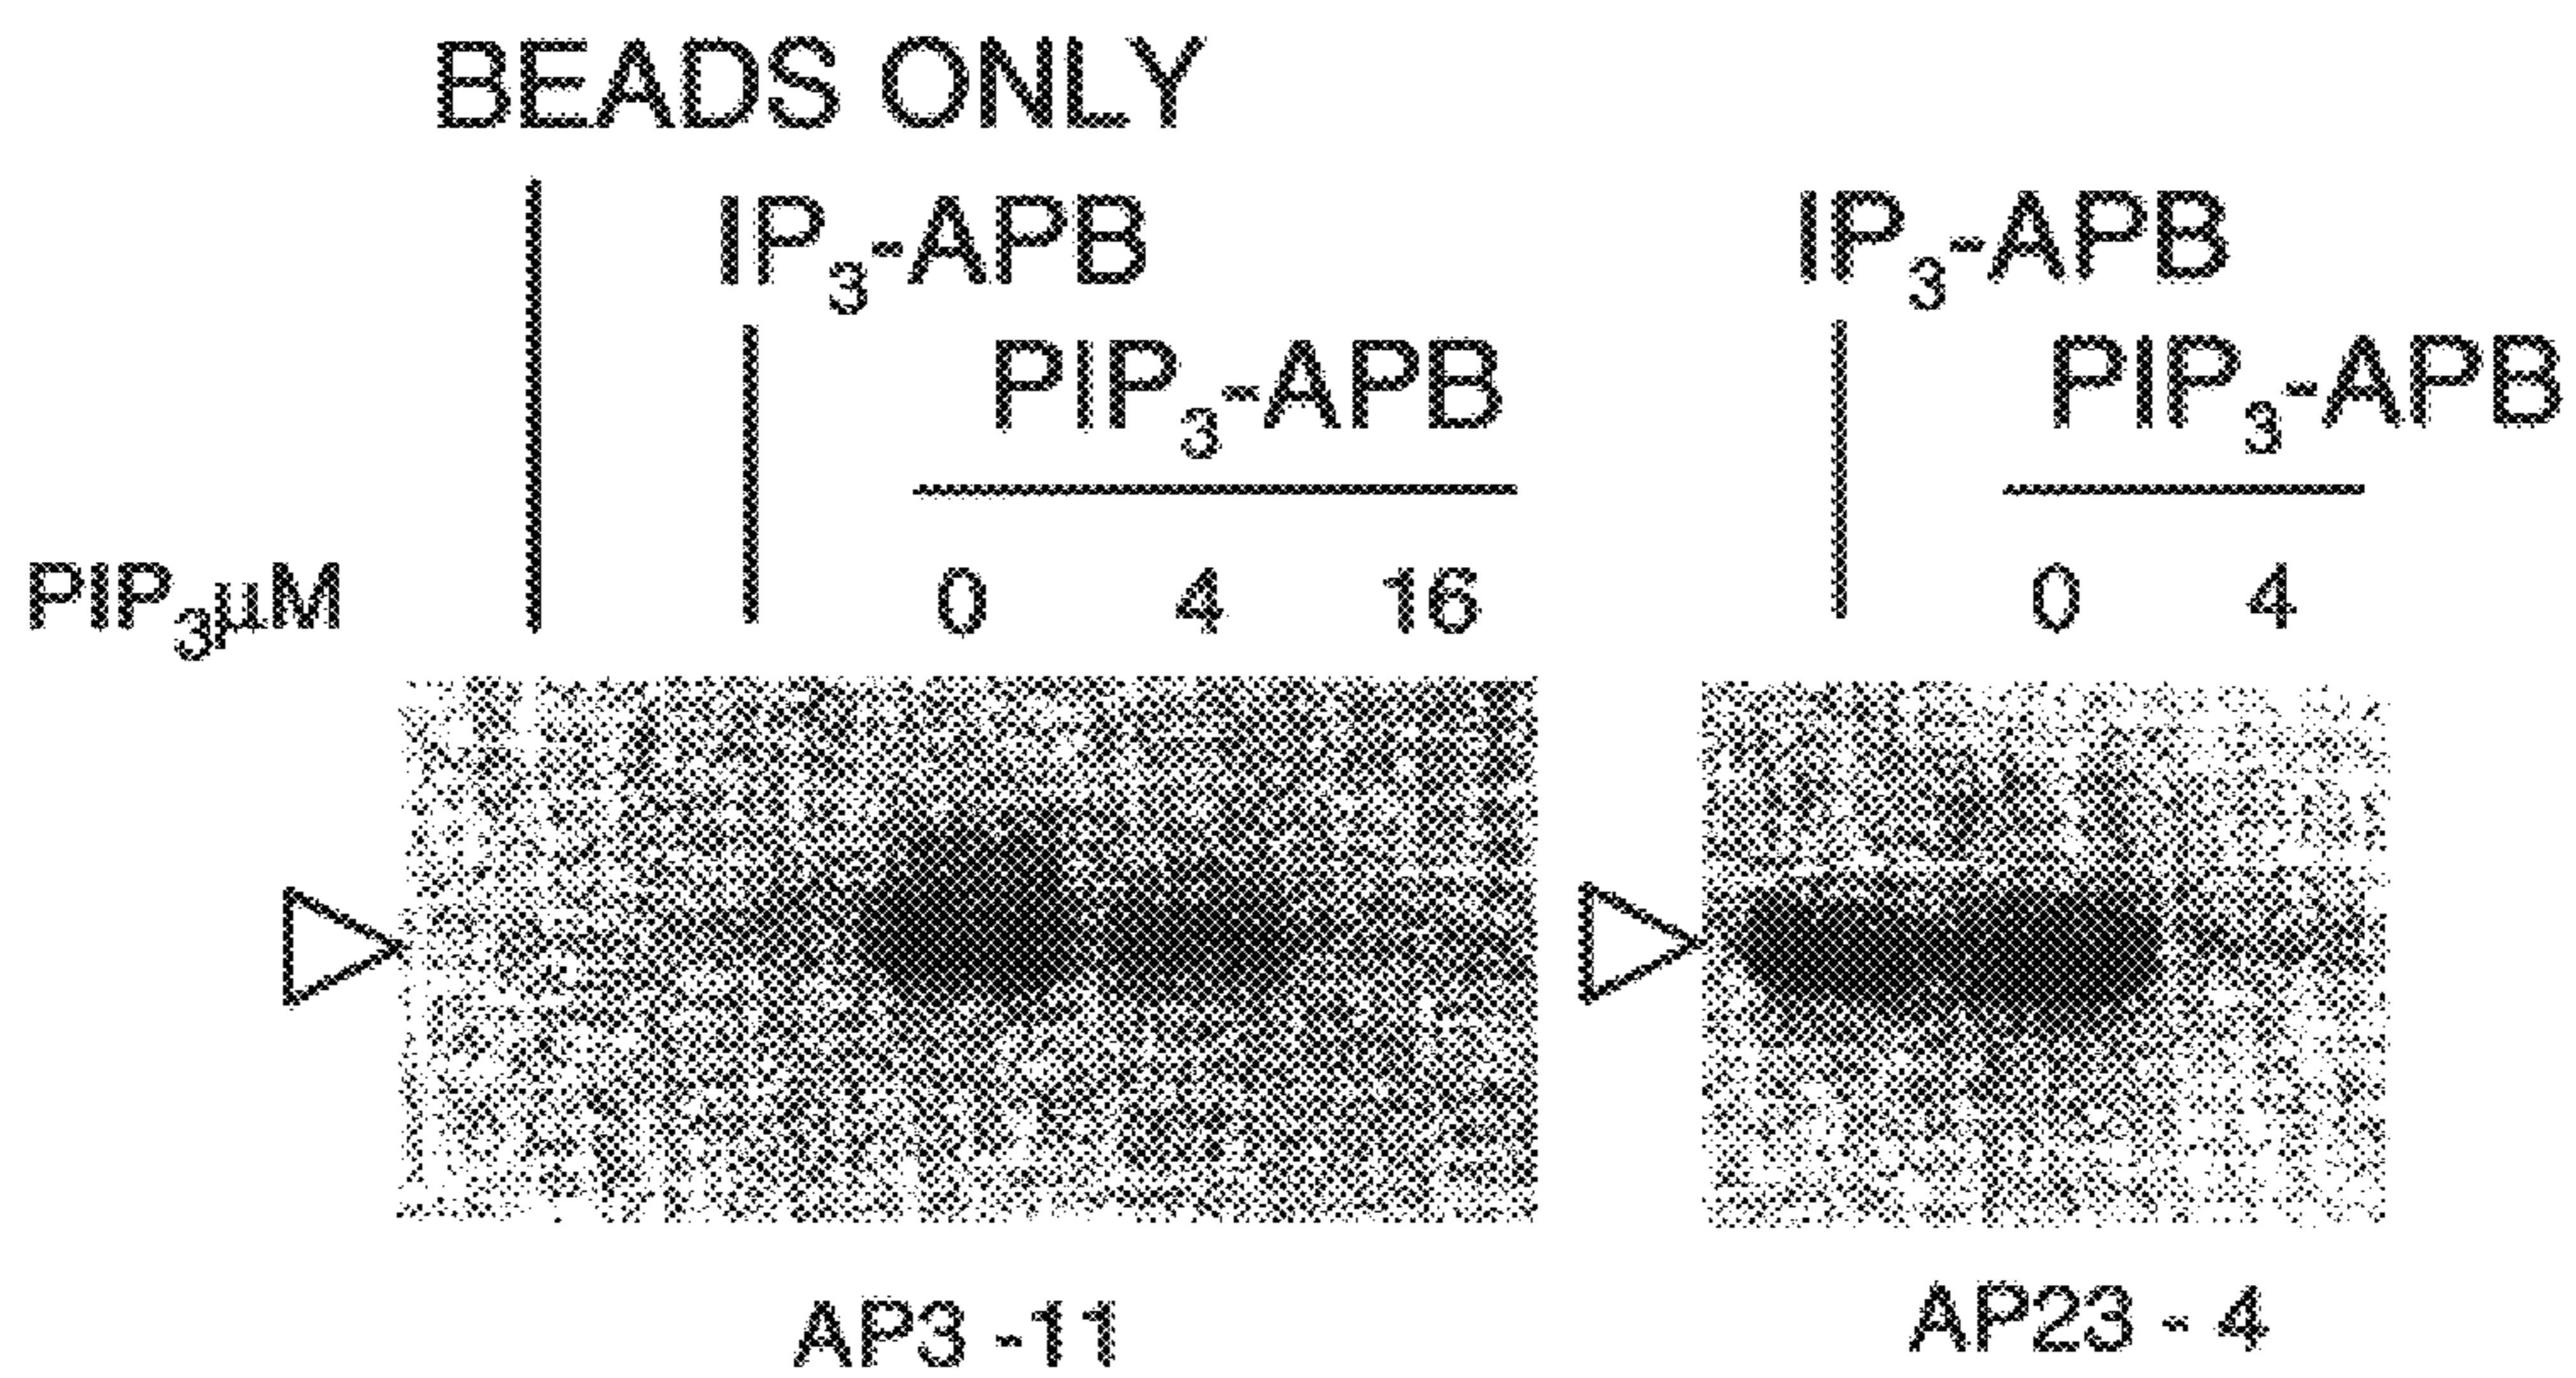 BEADS ONLY
IP₃-APB IP₃-APB
PIP₃-APB PIP₃-APB
PIP₃μM 0 4 16 0 4
AP3 -11 AP23 - 4